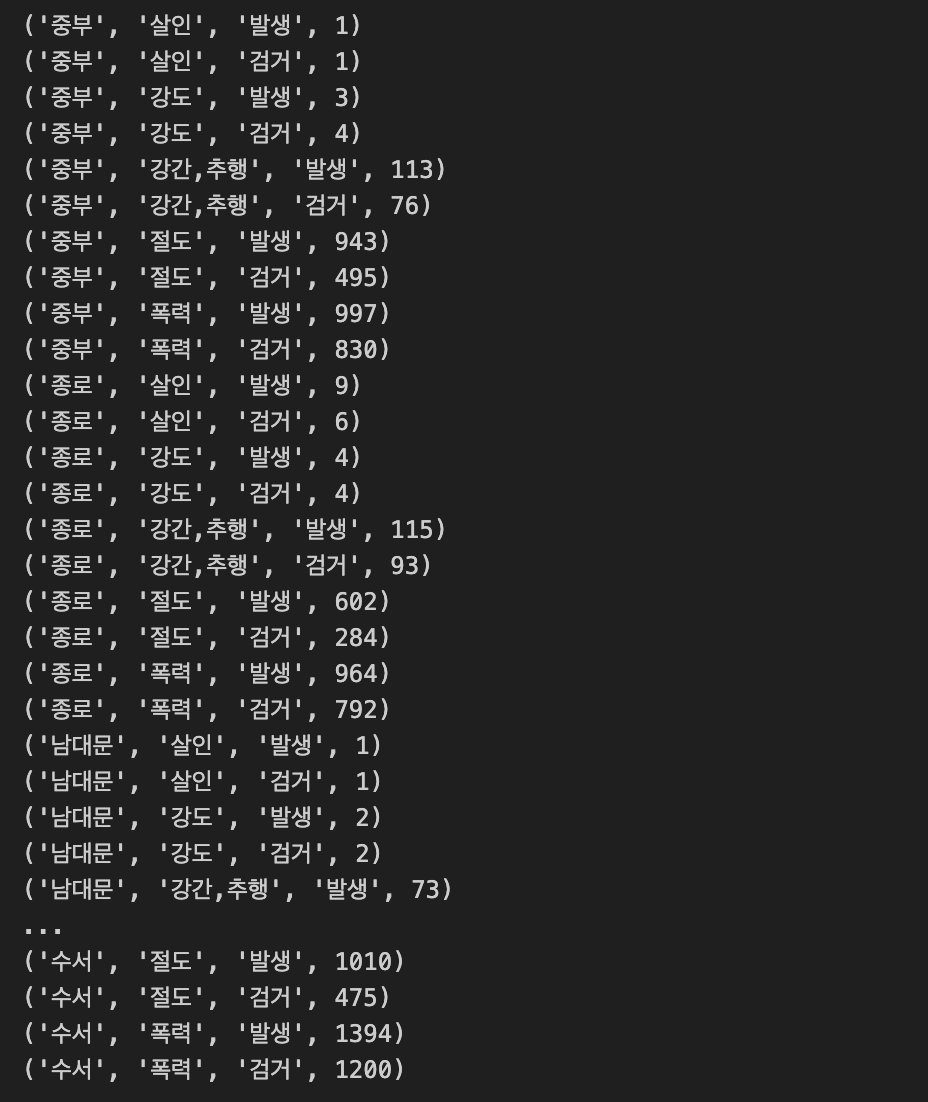 ('중부', '살인', '발생', 1)
('중부', '살인', '검거', 1)
('중부', '강도', '발생', 3)
('중부', '강도', '검거', 4)
('중부', '강간,추행', '발생', 113)
('중부', '강간,추행', '검거', 76)
('중부', '절도', '발생', 943)
('중부', '절도', '검거', 495)
('중부', '폭력', '발생', 997)
('중부', '폭력', '검거', 830)
('종로', '살인', '발생', 9)
('종로', '살인', '검거', 6)
('종로', '강도', '발생', 4)
('종로', '강도', '검거', 4)
('종로', '강간,추행', '발생', 115)
('종로', '강간,추행', '검거', 93)
('종로', '절도', '발생', 602)
('종로', '절도', '검거', 284)
('종로', '폭력', '발생', 964)
('종로', '폭력', '검거', 792)
('남대문', '살인', '발생', 1)
('남대문', '살인', '검거', 1)
('남대문', '강도', '발생', 2)
('남대문', '강도', '검거', 2)
('남대문', '강간,추행', '발생', 73)
...
('수서', '절도', '발생', 1010)
('수서', '절도', '검거', 475)
('수서', '폭력', '발생', 1394)
('수서', '폭력', '검거', 1200)